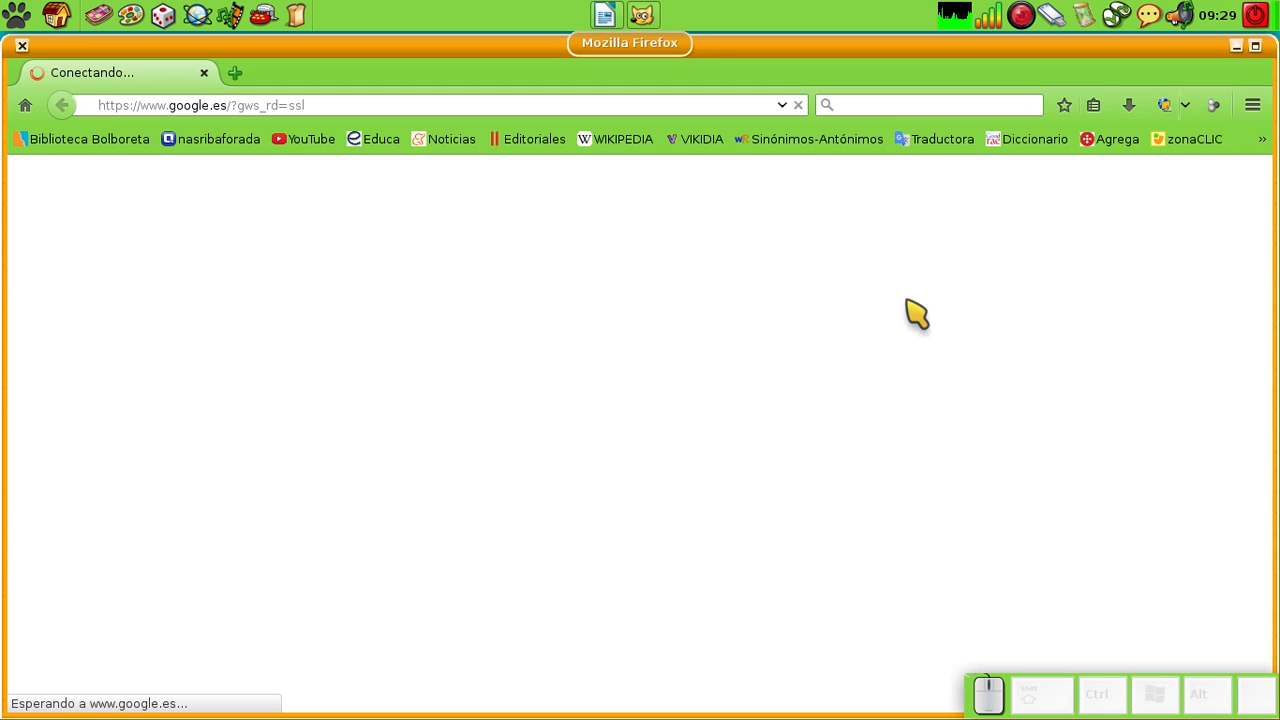 09:29
Mozilla Firefox
Conectando...
https://www.google.es/?gws_rd=ssl
Biblioteca Bolboreta nasribaforada YouTube Educa Noticias Editoriales WIKIPEDIA VIKIDIA Sinónimos-Antónimos Traductora Diccionario Agrega zonaCLIC »
Esperando a www.google.es...
Shift Ctrl Alt